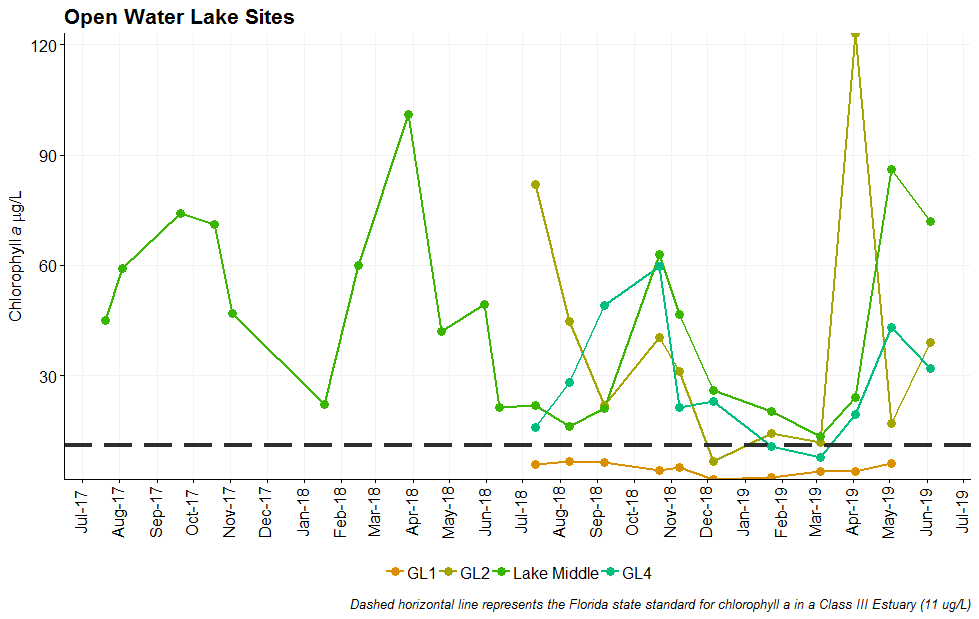 Open Water Lake Sites
120
90
60
30
Chlorophyll a µg/L
Jul-17
Aug-17
Sep-17
Oct-17
Nov-17
Dec-17
Jan-18
Feb-18
Mar-18
Apr-18
May-18
Jun-18
Jul-18
Aug-18
Sep-18
Oct-18
Nov-18
Dec-18
Jan-19
Feb-19
Mar-19
Apr-19
May-19
Jun-19
Jul-19
GL1 GL2 Lake Middle GL4
Dashed horizontal line represents the Florida state standard for chlorophyll a in a Class III Estuary (11 ug/L)